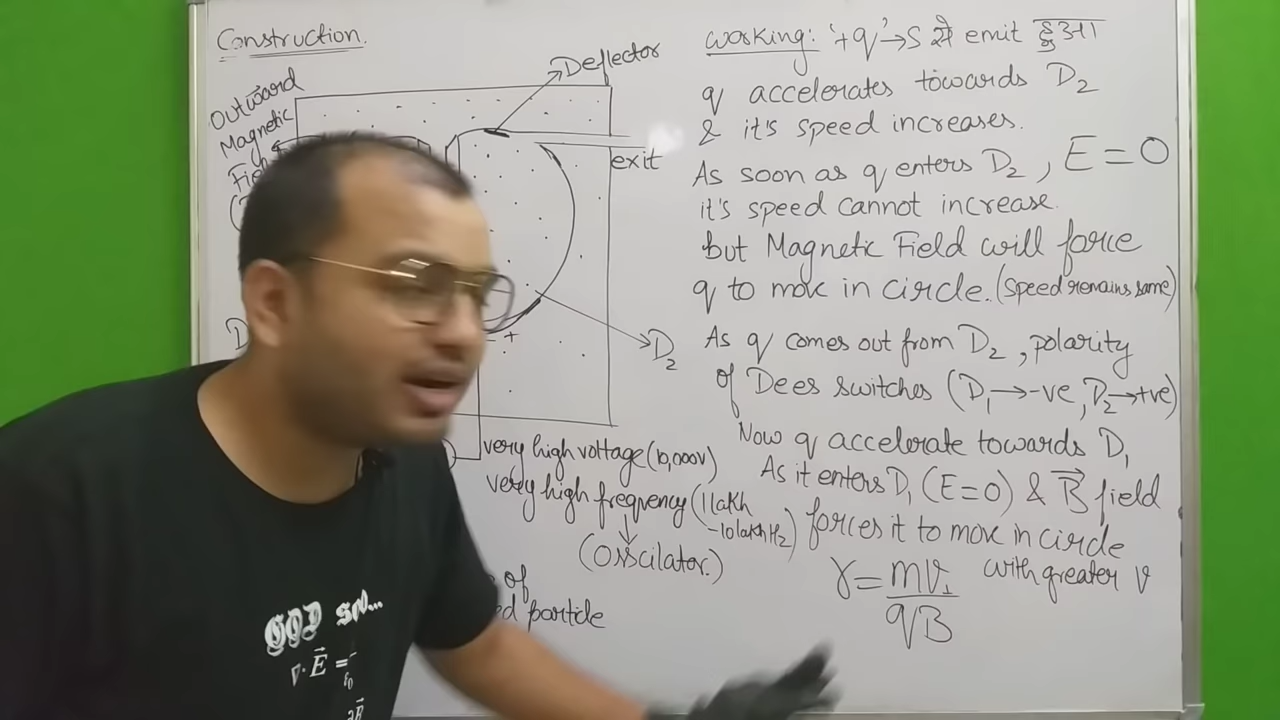 Construction.
Outward
Magnetic
Deflector
exit
D₂
- +
very high voltage (10,000V)
very high frequency (1 lakh
-10 lakh Hz)
(Osscilator.)
of
particle
Working: '+q' → S से emit हुआ।
q accelerates towards D₂
& it's speed increases.
As soon as q enters D₂, E = 0
it's speed cannot increase.
but Magnetic Field will force
q to move in circle. (Speed remains same)
As q comes out from D₂, polarity
of Dees switches (D₁ → -ve, D₂ → +ve)
Now q accelerate towards D₁
As it enters D₁ (E=0) & B⃗ field
forces it to move in circle
with greater v
r = mv⊥/qB
GOD
∇·E⃗ =
ε₀